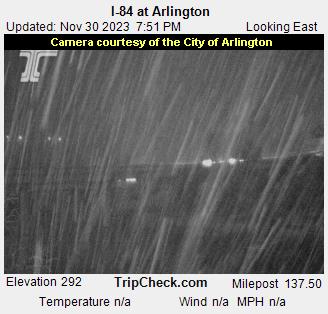 I-84 at Arlington
Updated: Nov 30 2023 7:51 PM Looking East
Camera courtesy of the City of Arlington
Elevation 292 TripCheck.com Milepost 137.50
Temperature n/a Wind n/a MPH n/a